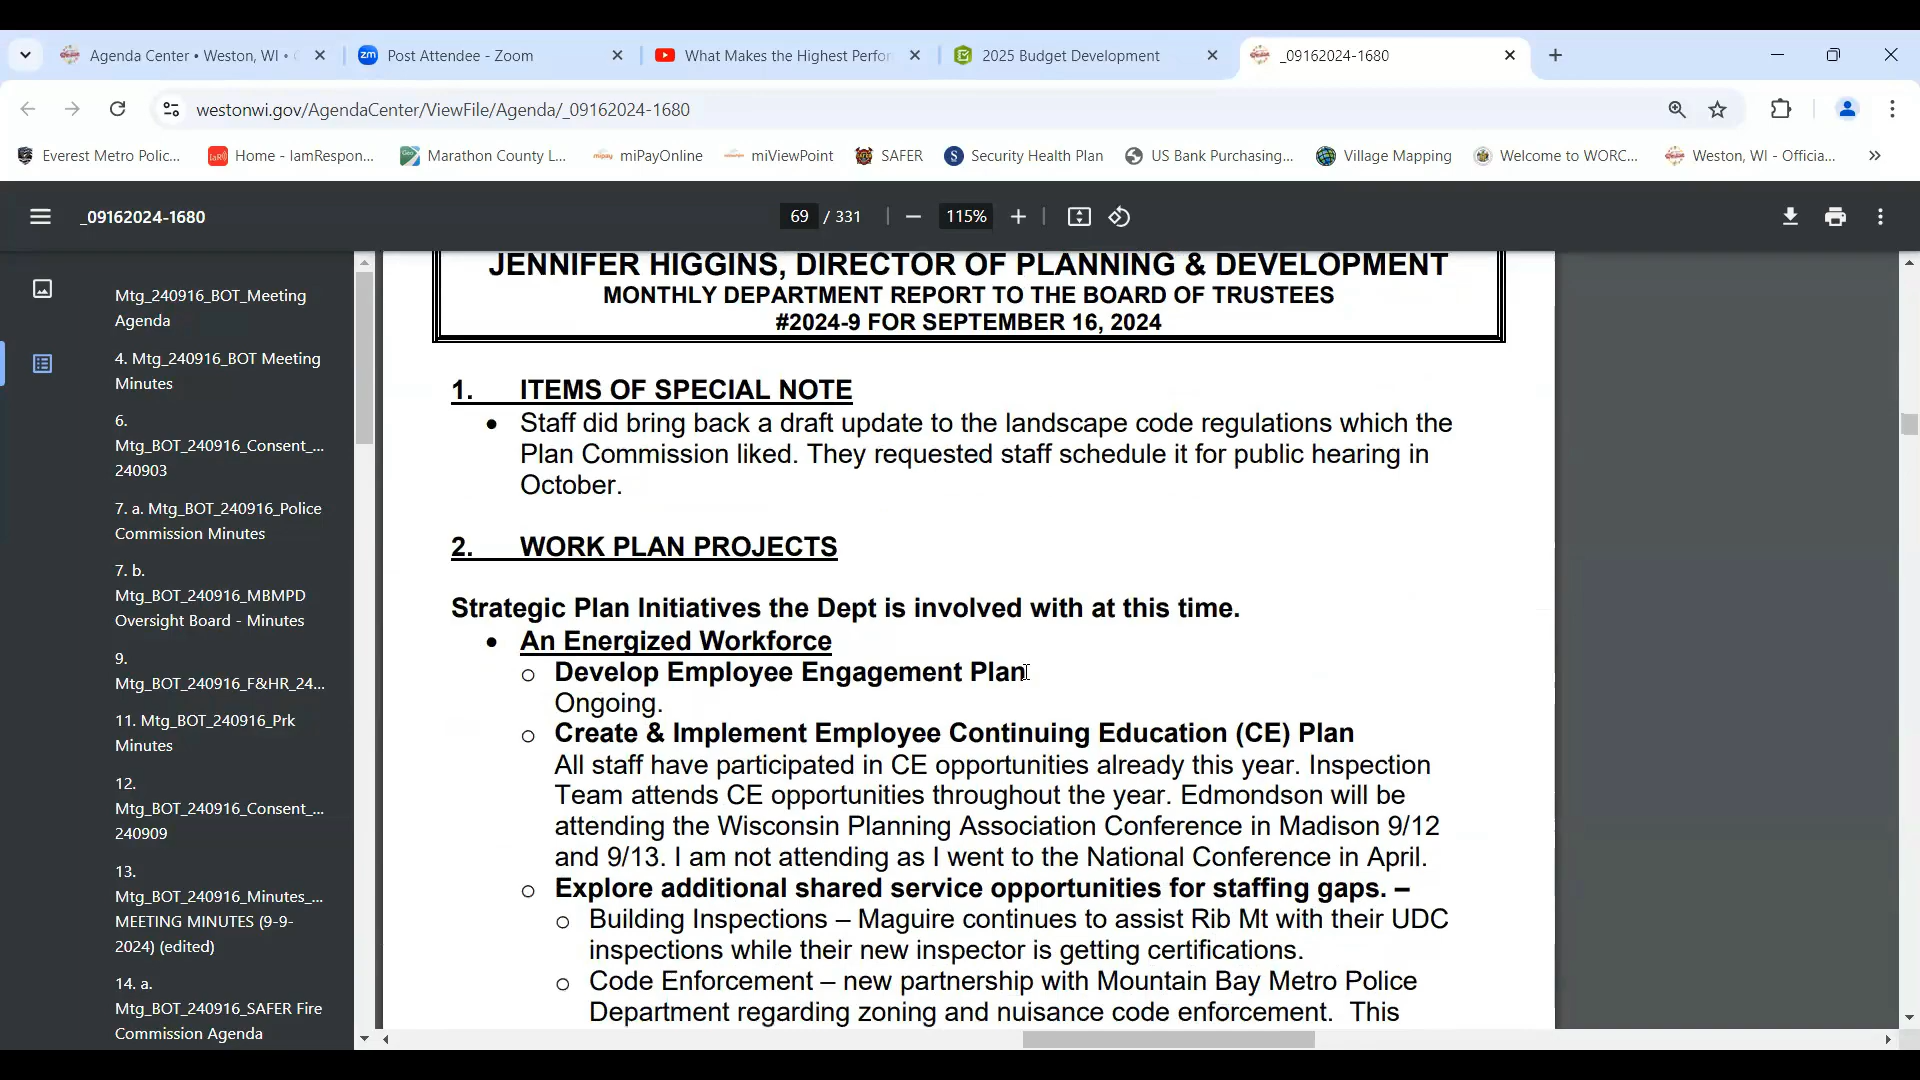 Agenda Center • Weston, WI •
Post Attendee - Zoom
What Makes the Highest Perfor
2025 Budget Development
_09162024-1680
westonwi.gov/AgendaCenter/ViewFile/Agenda/_09162024-1680
Everest Metro Polic...
Home - IamRespon...
Marathon County L...
miPayOnline
miViewPoint
SAFER
Security Health Plan
US Bank Purchasing...
Village Mapping
Welcome to WORC...
Weston, WI - Officia...
_09162024-1680
69 / 331
115%
Mtg_240916_BOT_Meeting
Agenda
4. Mtg_240916_BOT Meeting
Minutes
6.
Mtg_BOT_240916_Consent_...
240903
7. a. Mtg_BOT_240916_Police
Commission Minutes
7. b.
Mtg_BOT_240916_MBMPD
Oversight Board - Minutes
9.
Mtg_BOT_240916_F&HR_24...
11. Mtg_BOT_240916_Prk
Minutes
12.
Mtg_BOT_240916_Consent_...
240909
13.
Mtg_BOT_240916_Minutes_...
MEETING MINUTES (9-9-
2024) (edited)
14. a.
Mtg_BOT_240916_SAFER Fire
Commission Agenda
JENNIFER HIGGINS, DIRECTOR OF PLANNING & DEVELOPMENT
MONTHLY DEPARTMENT REPORT TO THE BOARD OF TRUSTEES
#2024-9 FOR SEPTEMBER 16, 2024
1. ITEMS OF SPECIAL NOTE
• Staff did bring back a draft update to the landscape code regulations which the
Plan Commission liked. They requested staff schedule it for public hearing in
October.
2. WORK PLAN PROJECTS
Strategic Plan Initiatives the Dept is involved with at this time.
• An Energized Workforce
o Develop Employee Engagement Plan
Ongoing.
o Create & Implement Employee Continuing Education (CE) Plan
All staff have participated in CE opportunities already this year. Inspection
Team attends CE opportunities throughout the year. Edmondson will be
attending the Wisconsin Planning Association Conference in Madison 9/12
and 9/13. I am not attending as I went to the National Conference in April.
o Explore additional shared service opportunities for staffing gaps. –
o Building Inspections – Maguire continues to assist Rib Mt with their UDC
inspections while their new inspector is getting certifications.
o Code Enforcement – new partnership with Mountain Bay Metro Police
Department regarding zoning and nuisance code enforcement. This